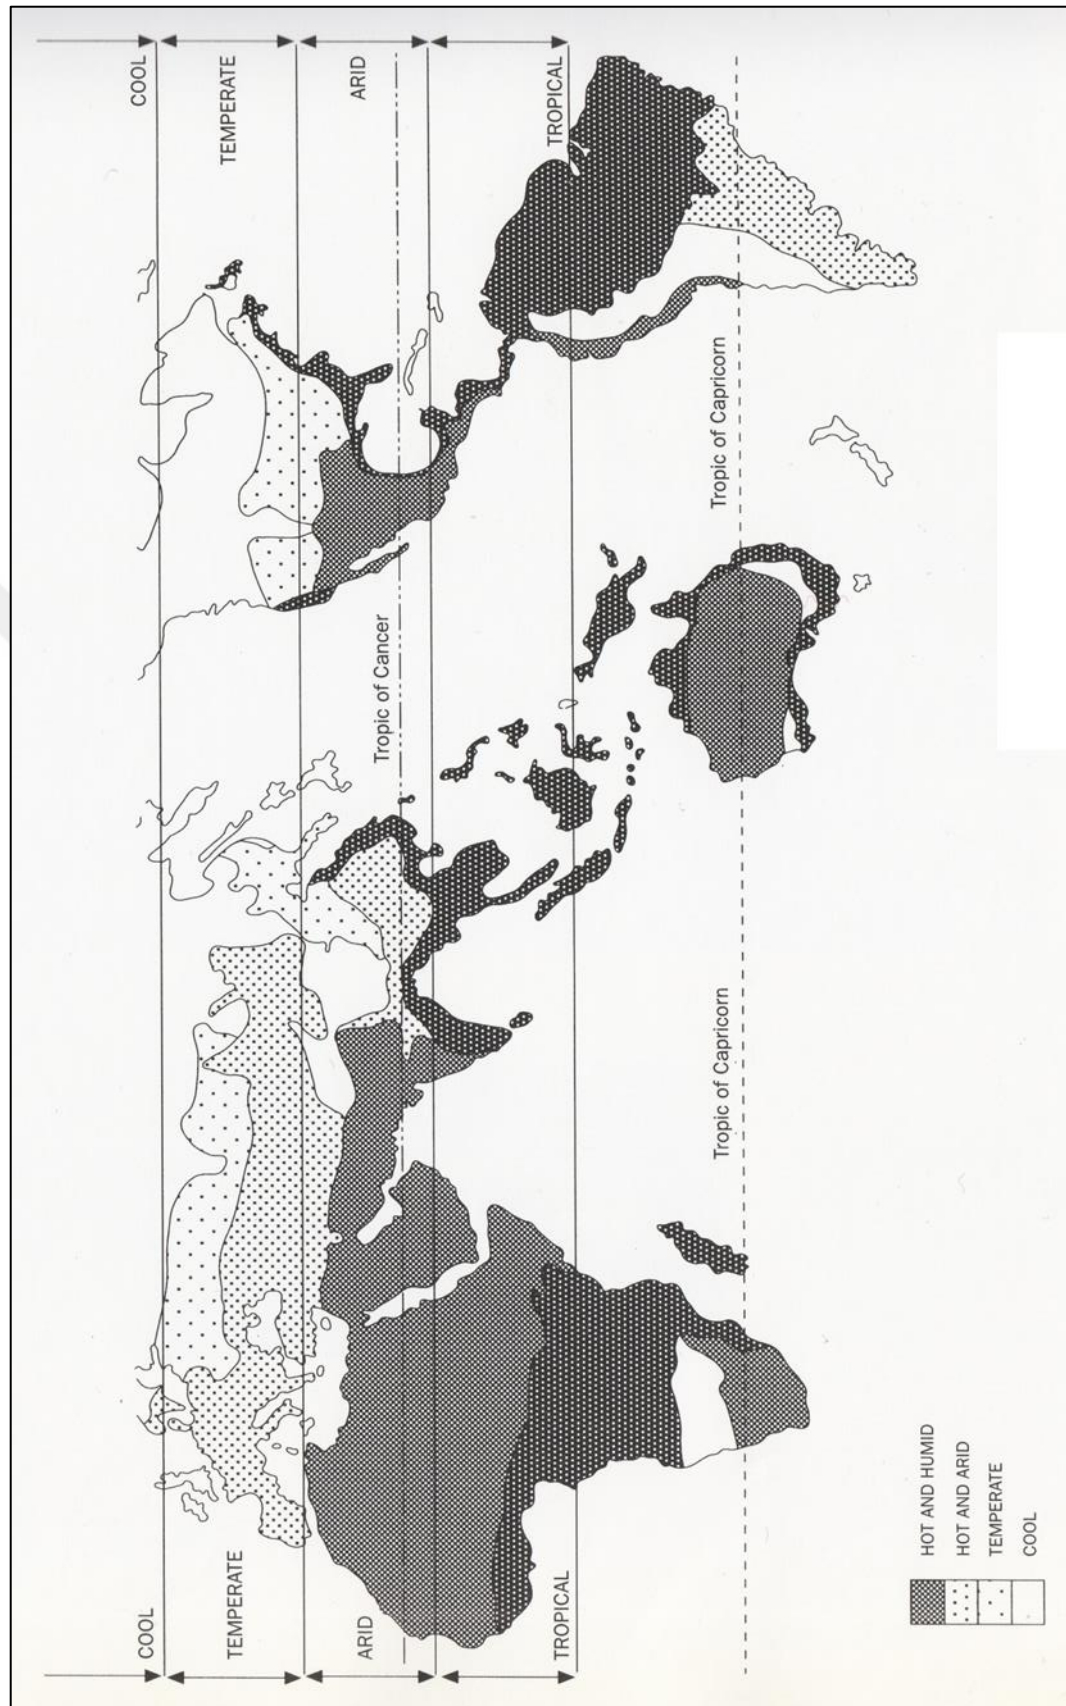 COOL
TEMPERATE
ARID
TROPICAL
COOL
TEMPERATE
ARID
TROPICAL
Tropic of Cancer
Tropic of Capricorn
Tropic of Capricorn
HOT AND HUMID
HOT AND ARID
TEMPERATE
COOL